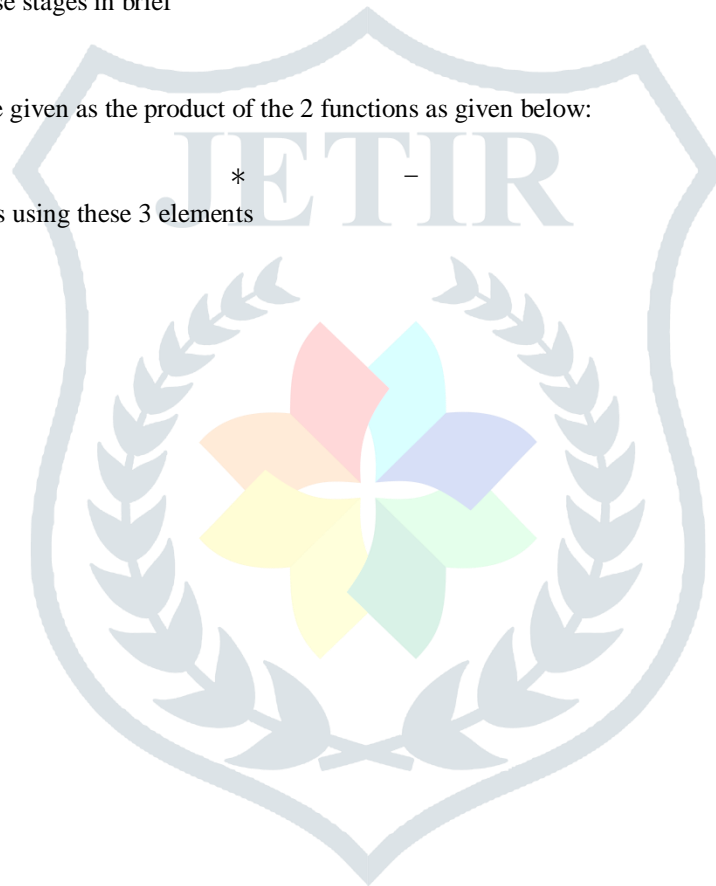 se stages in brief
e given as the product of the 2 functions as given below:
JETIR
* −
s using these 3 elements